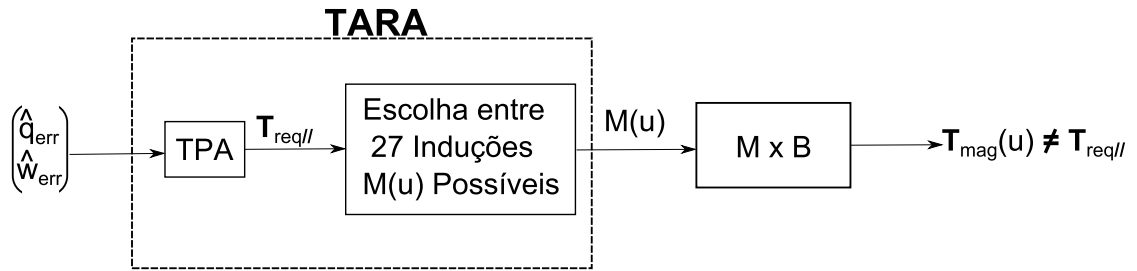 TARA
q̂err
ŵerr
TPA
Treq//
Escolha entre
27 Induções
M(u) Possíveis
M(u)
M x B
Tmag(u) ≠ Treq//